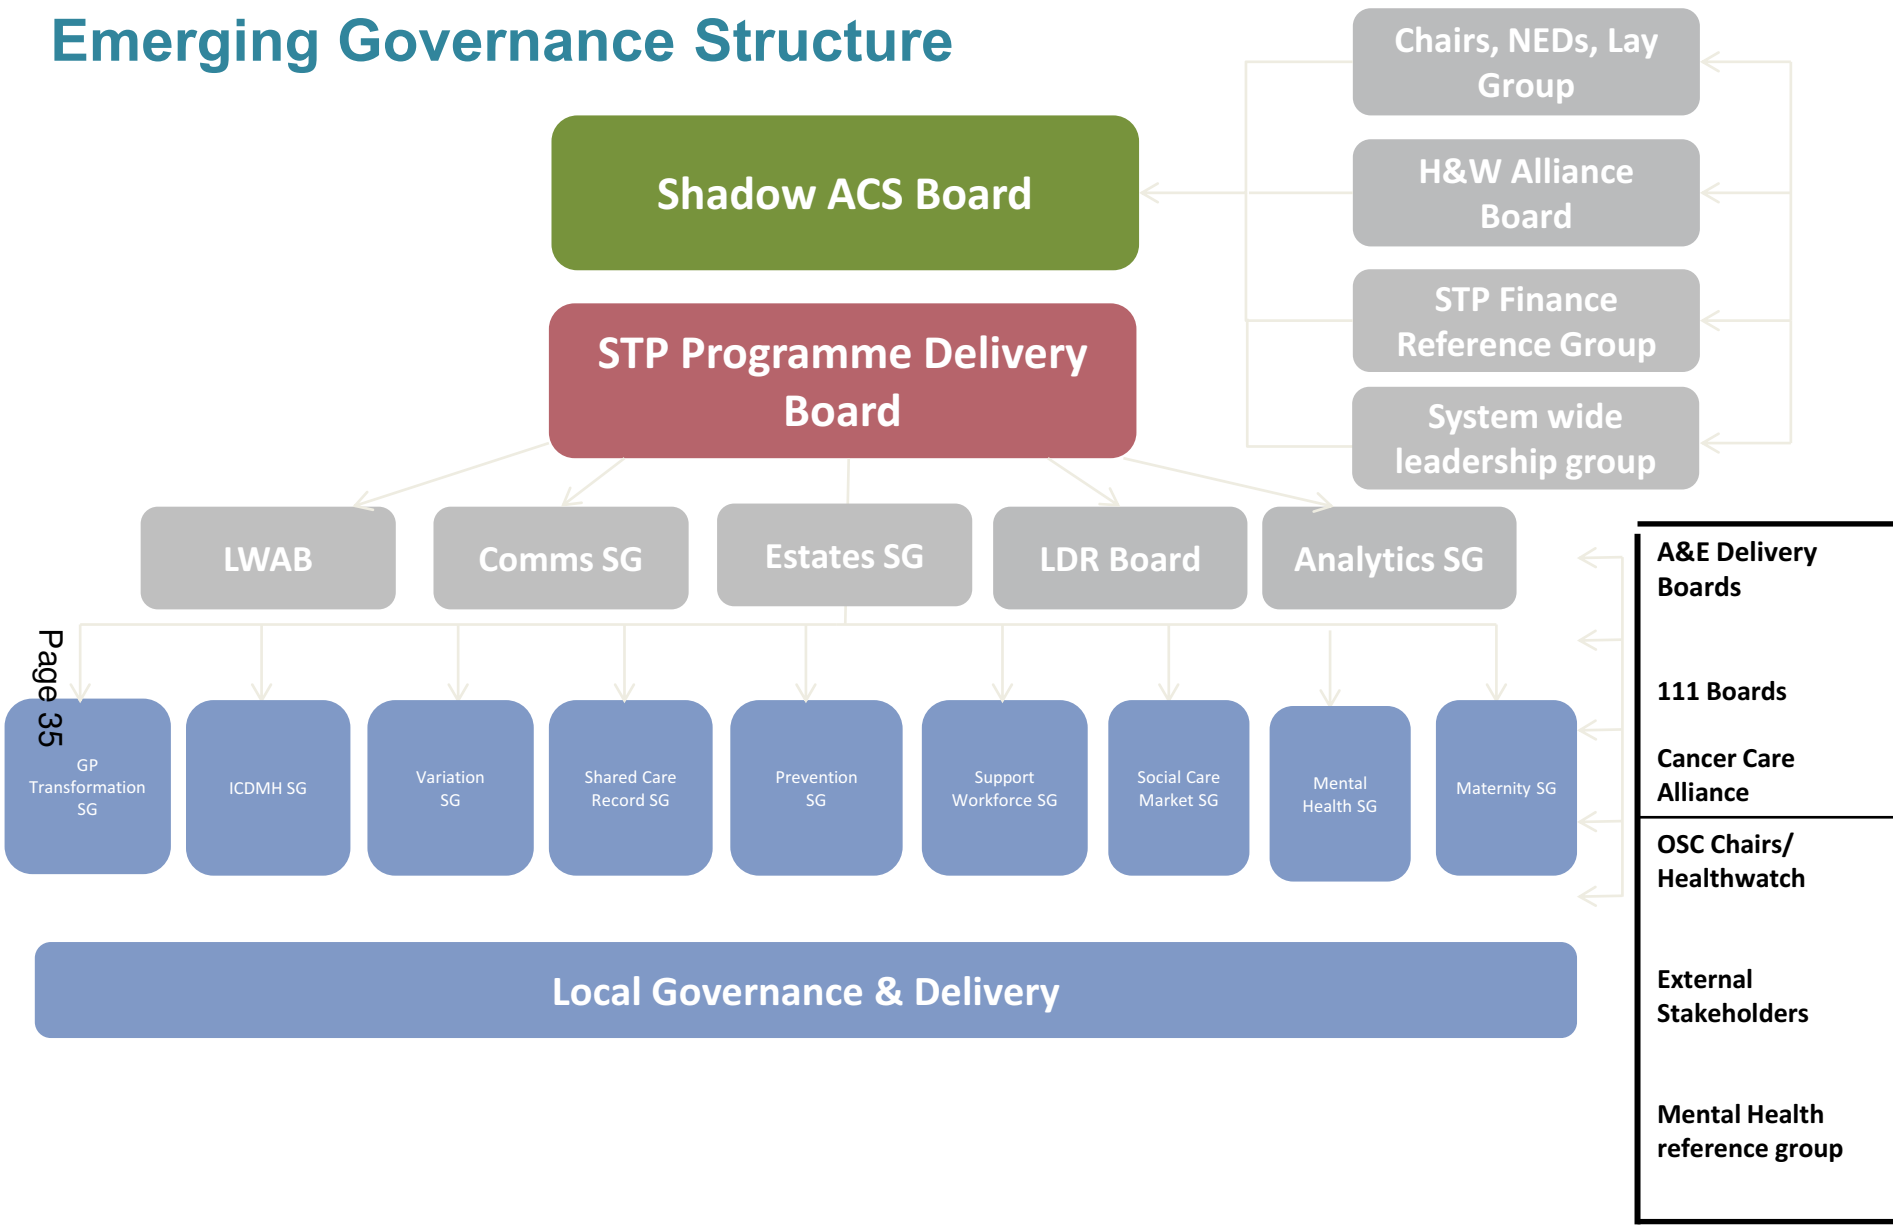 Emerging Governance Structure
Chairs, NEDs, Lay
Group
Shadow ACS Board
H&W Alliance
Board
STP Finance
Reference Group
STP Programme Delivery
Board
System wide
leadership group
LWAB
Comms SG
Estates SG
LDR Board
Analytics SG
A&E Delivery
Boards
111 Boards
Cancer Care
Alliance
OSC Chairs/
Healthwatch
External
Stakeholders
Mental Health
reference group
Page 35
GP
Transformation
SG
ICDMH SG
Variation
SG
Shared Care
Record SG
Prevention
SG
Support
Workforce SG
Social Care
Market SG
Mental
Health SG
Maternity SG
Local Governance & Delivery